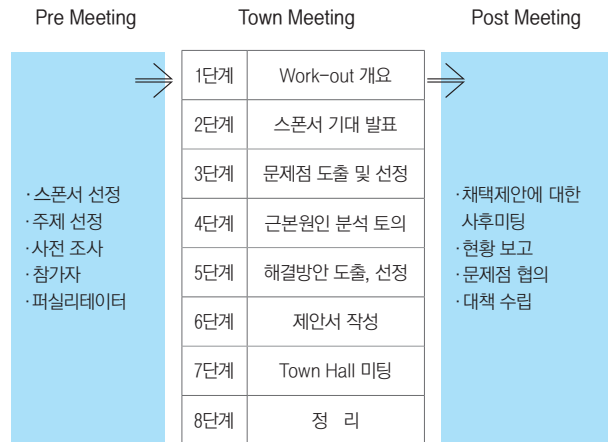 Pre Meeting
Town Meeting
Post Meeting
·스폰서 선정
·주제 선정
·사전 조사
·참가자
·퍼실리테이터
1단계 Work-out 개요
2단계 스폰서 기대 발표
3단계 문제점 도출 및 선정
4단계 근본원인 분석 토의
5단계 해결방안 도출, 선정
6단계 제안서 작성
7단계 Town Hall 미팅
8단계 정 리
·채택제안에 대한
사후미팅
·현황 보고
·문제점 협의
·대책 수립